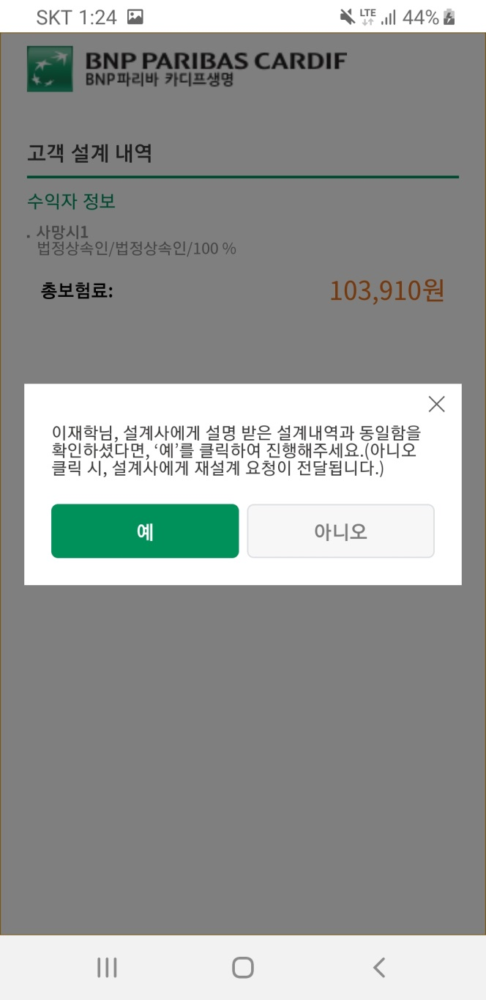 SKT 1:24 LTE 44%
BNP PARIBAS CARDIF
BNP파리바 카디프생명
고객 설계 내역
수익자 정보
. 사망시1
법정상속인/법정상속인/100 %
총보험료: 103,910원
이재학님, 설계사에게 설명 받은 설계내역과 동일함을
확인하셨다면, ‘예’를 클릭하여 진행해주세요.(아니오
클릭 시, 설계사에게 재설계 요청이 전달됩니다.)
예 아니오